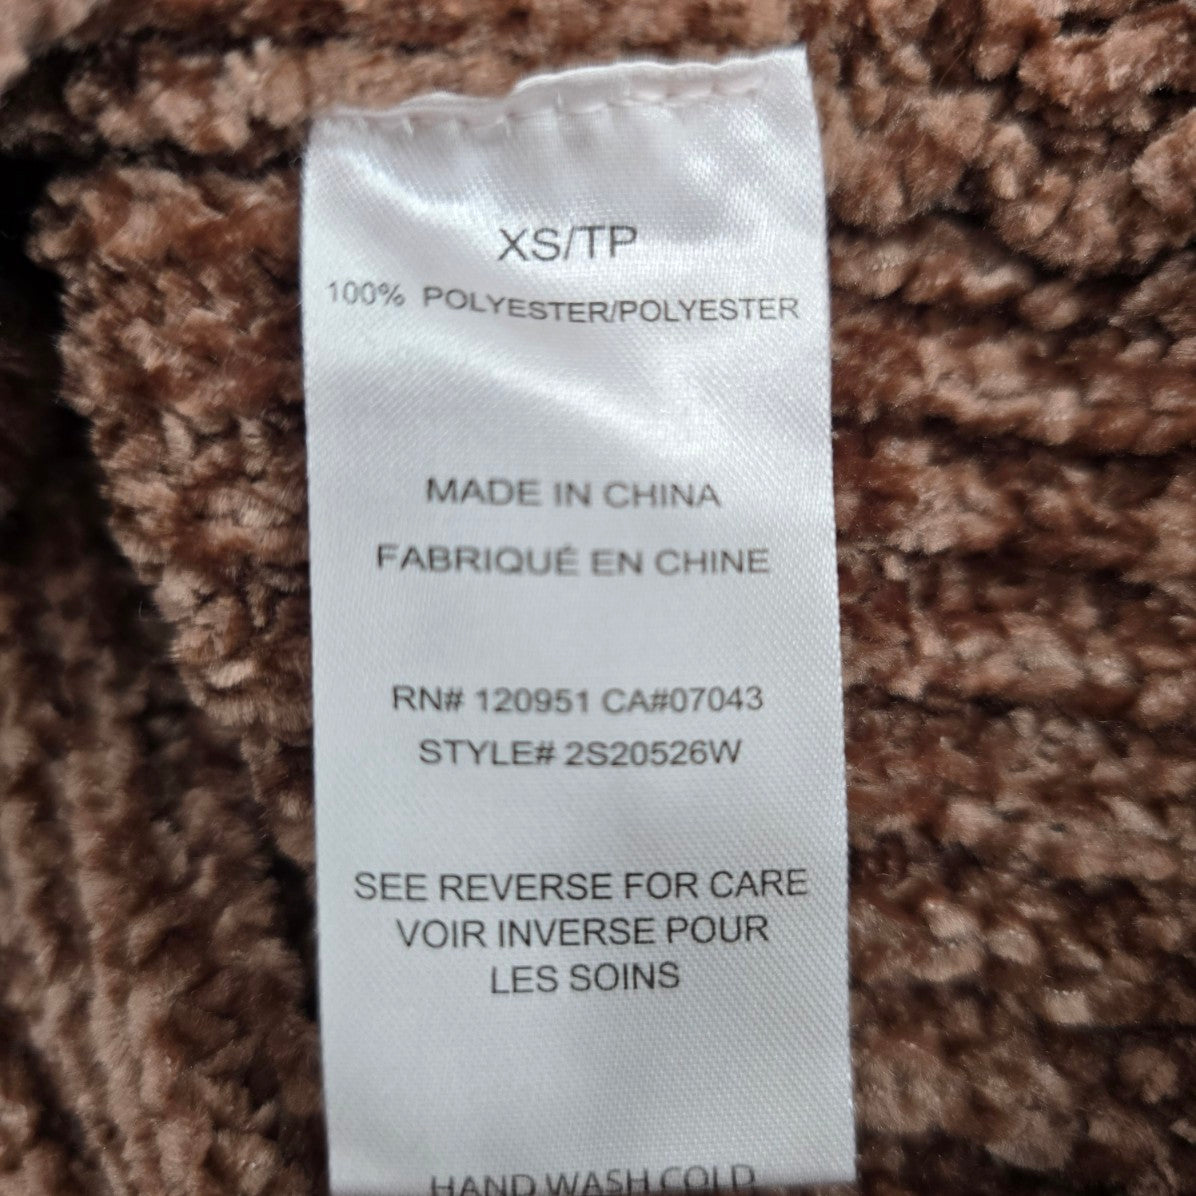 XS/TP
100% POLYESTER/POLYESTER
MADE IN CHINA
FABRIQUÉ EN CHINE
RN# 120951 CA#07043
STYLE# 2S20526W
SEE REVERSE FOR CARE
VOIR INVERSE POUR
LES SOINS
HAND WASH COLD